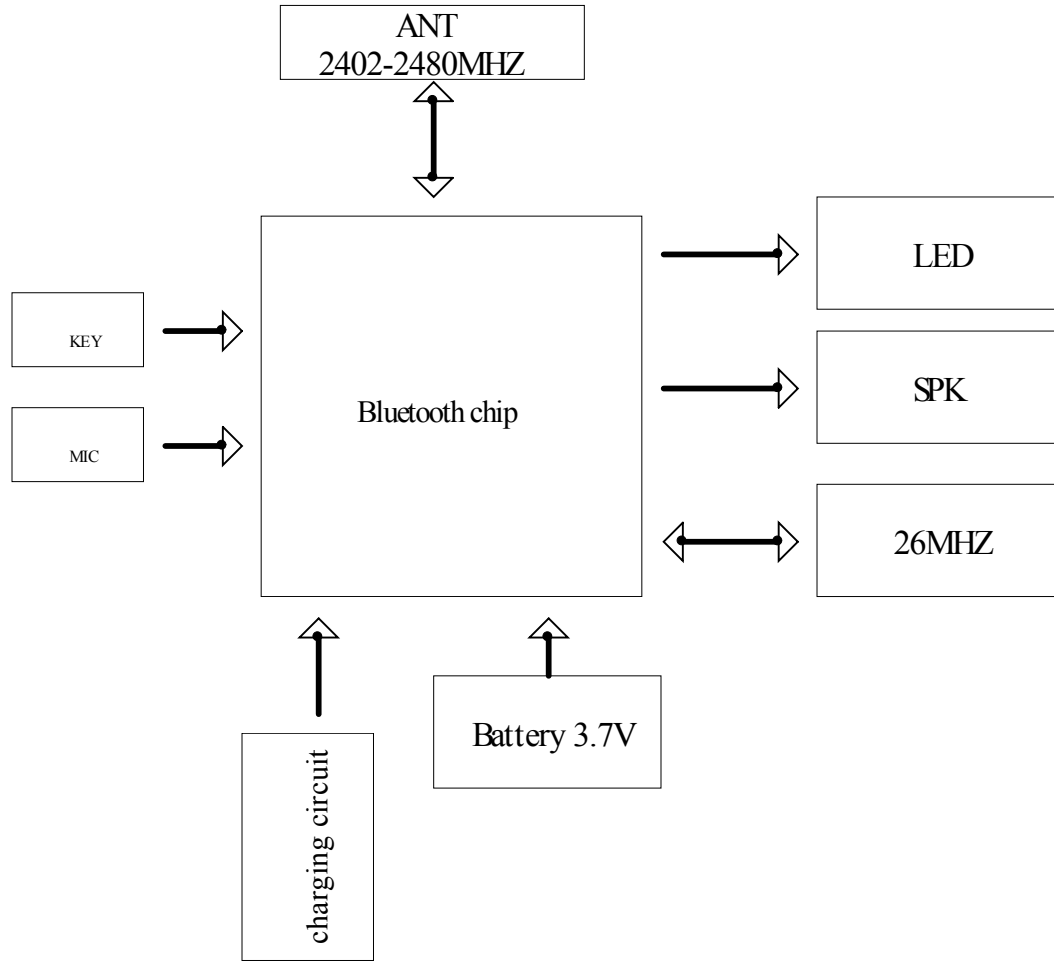 ANT
2402-2480MHZ
LED
KEY
SPK
Bluetooth chip
MIC
26MHZ
Battery 3.7V
charging circuit